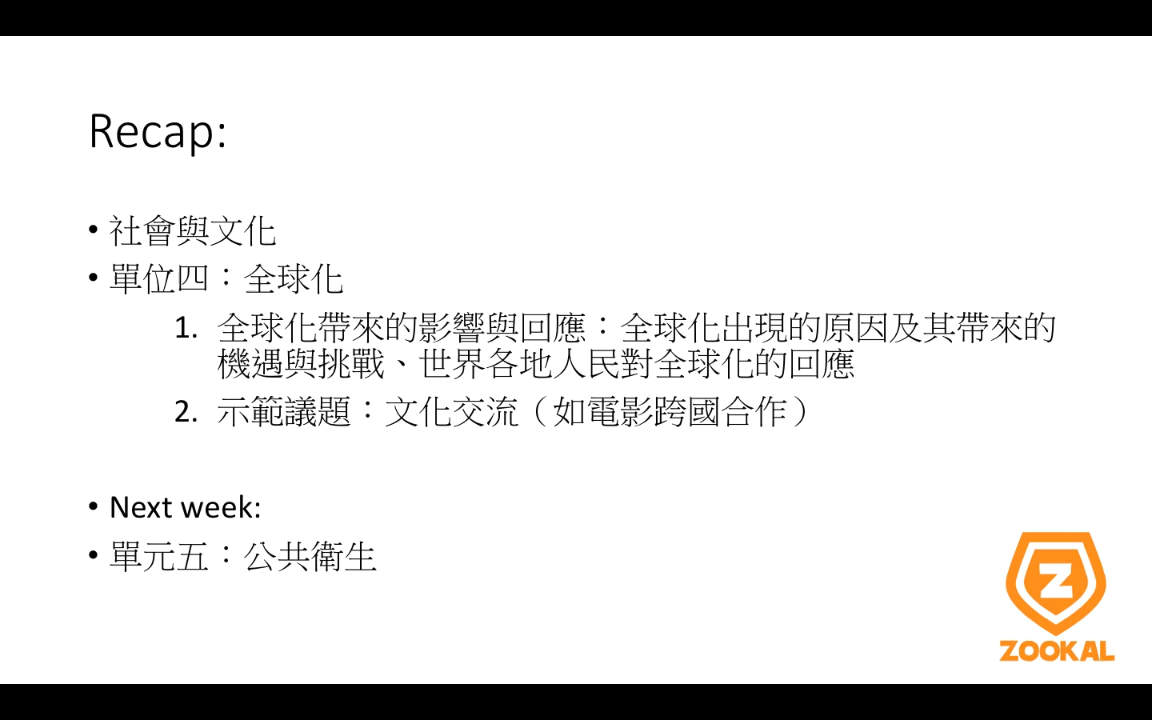 Recap:
• 社會與文化
• 單位四：全球化
1. 全球化帶來的影響與回應：全球化出現的原因及其帶來的
機遇與挑戰、世界各地人民對全球化的回應
2. 示範議題：文化交流（如電影跨國合作）
• Next week:
• 單元五：公共衛生
Z
ZOOKAL